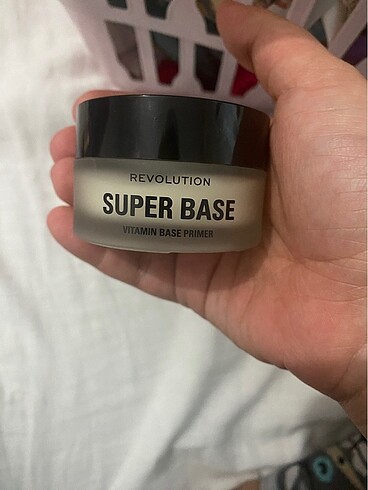 REVOLUTION
SUPER BASE
VITAMIN BASE PRIMER